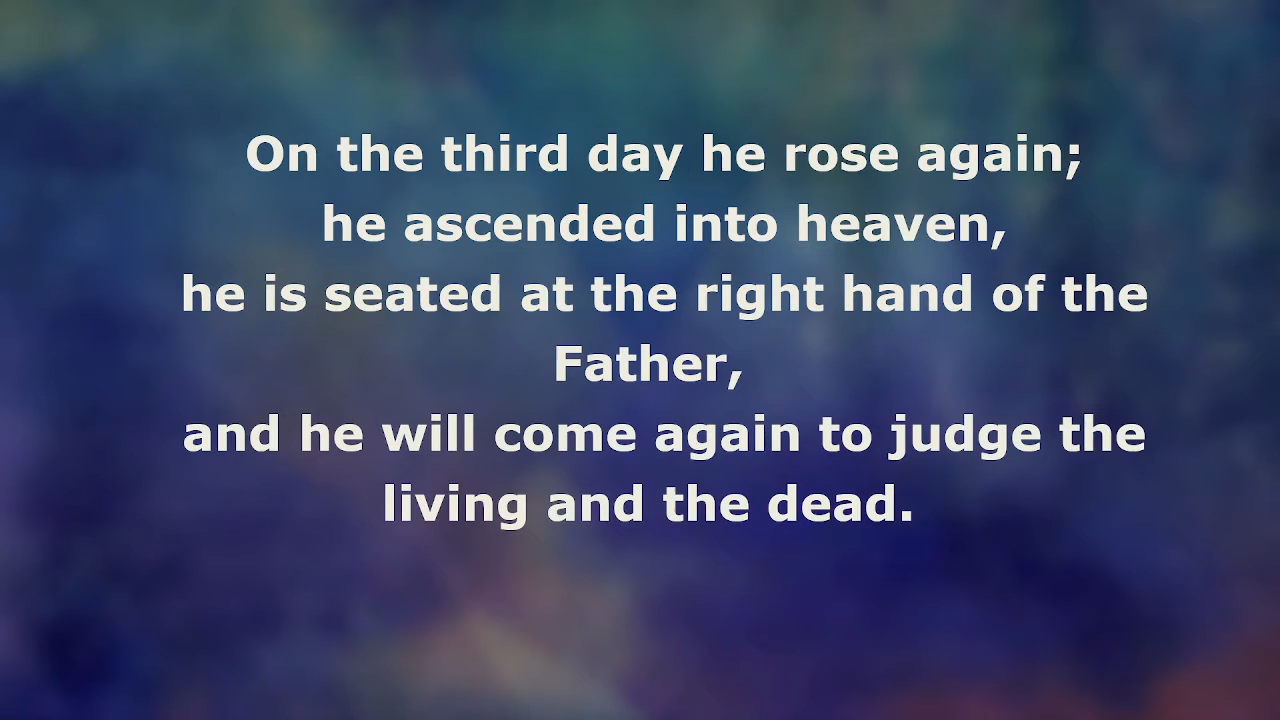 On the third day he rose again;
he ascended into heaven,
he is seated at the right hand of the
Father,
and he will come again to judge the
living and the dead.